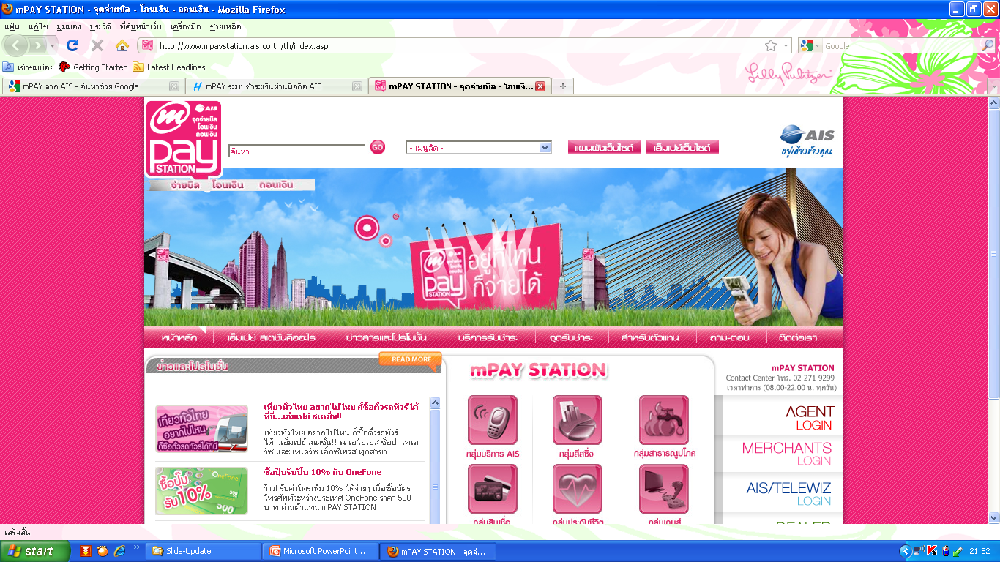 mPAY STATION - จุดจ่ายบิล - โอนเงิน - ถอนเงิน - Mozilla Firefox
แฟ้ม แก้ไข มุมมอง ประวัติ ที่คั่นหน้าเว็บ เครื่องมือ ช่วยเหลือ
http://www.mpaystation.ais.co.th/th/index.asp
Google
เข้าชมบ่อย Getting Started Latest Headlines
Lilly Pulitzer
mPAY จาก AIS - ค้นหาด้วย Google
mPAY ระบบชำระเงินผ่านมือถือ AIS
mPAY STATION - จุดจ่ายบิล - โอนเงิ...
m AIS
จุดจ่ายบิล
โอนเงิน
ถอนเงิน
pay
STATION
ค้นหา
GO
- เมนูลัด -
แผนผังเว็บไซต์
เอ็มเปย์เว็บไซต์
AIS
อยู่เคียงข้างคุณ
จ่ายบิล โอนเงิน ถอนเงิน
m
pay
STATION
อยู่ที่ไหน
ก็จ่ายได้
หน้าหลัก
เอ็มเปย์ สเตชั่นคืออะไร
ข่าวสารและโปรโมชั่น
บริการรับชำระ
จุดรับชำระ
สำหรับตัวแทน
ถาม-ตอบ
ติดต่อเรา
ข่าวและโปรโมชั่น
READ MORE
เที่ยวทั่วไทย
อยากไปไหน
ก็ซื้อตั๋วรถทัวร์ได้ที่นี่
เที่ยวทั่วไทย อยากไปไหน ก็ซื้อตั๋วรถทัวร์ได้
ที่นี่...เอ็มเปย์ สเตชั่น!!
เที่ยวทั่วไทย อยากไปไหน ก็ซื้อตั๋วรถทัวร์
ได้...เอ็มเปย์ สเตชั่น!! ณ เอไอเอส ช็อป, เทเล
วิซ และ เทเลวิซ เอ็กซ์เพรส ทุกสาขา
ซื้อปุ๊บ
รับ10%
OneFone
500
ซื้อปุ๊บรับปั๊บ 10% กับ OneFone
ว้าว! รับค่าโทรเพิ่ม 10% ได้ง่ายๆ เมื่อซื้อบัตร
โทรศัพท์ระหว่างประเทศ OneFone ราคา 500
บาท ผ่านตัวแทน mPAY STATION
mPAY STATION
กลุ่มบริการ AIS
กลุ่มลีสซิ่ง
กลุ่มสาธารณูปโภค
กลุ่มสินเชื่อ
กลุ่มประกันชีวิต
กลุ่มเกมส์
mPAY STATION
Contact Center โทร. 02-271-9299
เวลาทำการ (08.00-22.00 น. ทุกวัน)
AGENT
LOGIN
MERCHANTS
LOGIN
AIS/TELEWIZ
LOGIN
DEALER
เสร็จสิ้น
start
Slide-Update
Microsoft PowerPoint ...
mPAY STATION - จุดจ่...
21:52